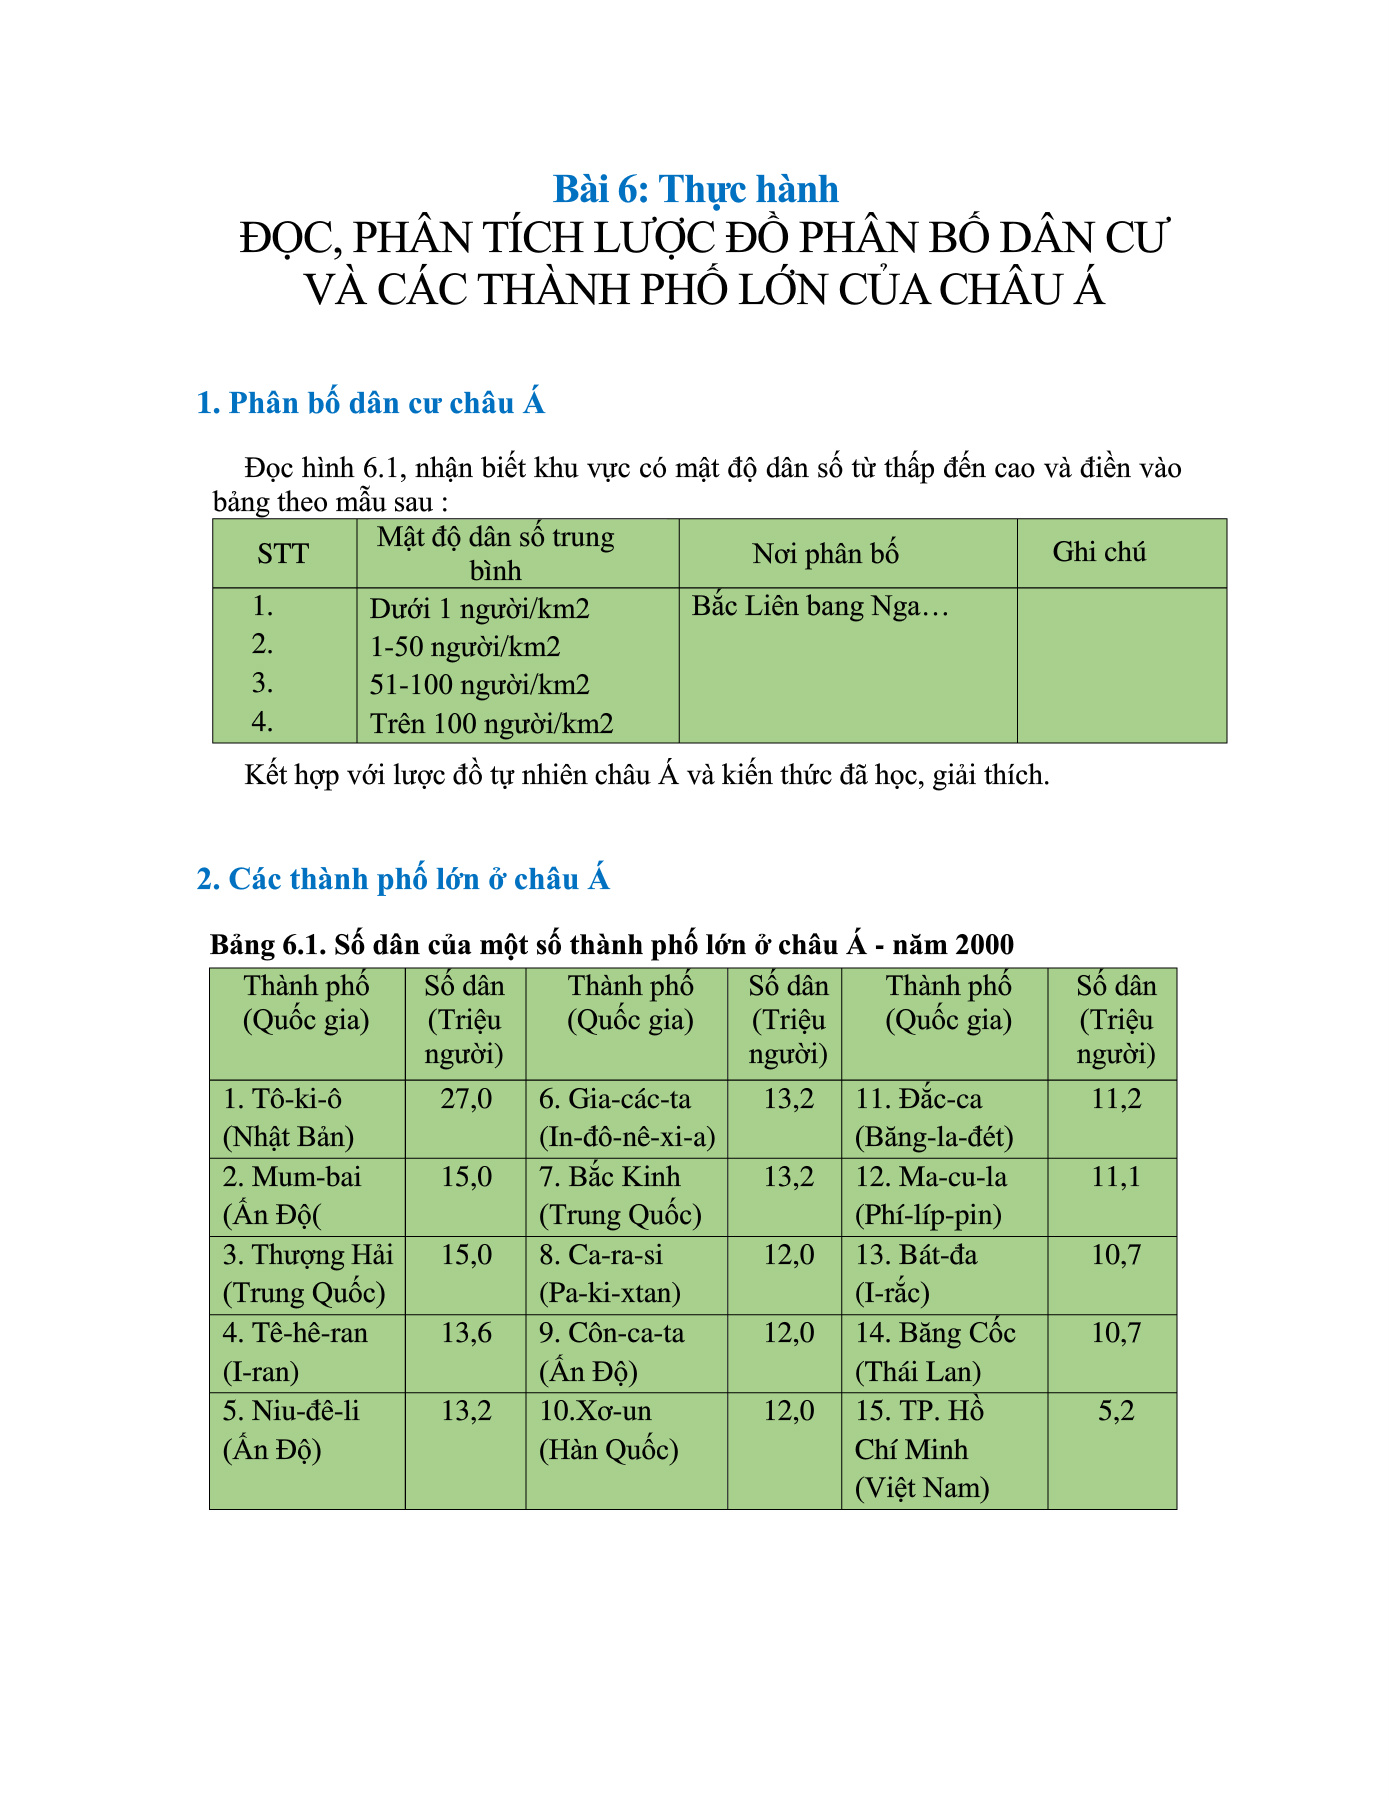 Bài 6: Thực hành
ĐỌC, PHÂN TÍCH LƯỢC ĐỒ PHÂN BỐ DÂN CƯ
VÀ CÁC THÀNH PHỐ LỚN CỦA CHÂU Á
1. Phân bố dân cư châu Á
Đọc hình 6.1, nhận biết khu vực có mật độ dân số từ thấp đến cao và điền vào
bảng theo mẫu sau :
STT Mật độ dân số trung Nơi phân bố Ghi chú
bình
1. Dưới 1 người/km2 Bắc Liên bang Nga…
2. 1-50 người/km2
3. 51-100 người/km2
4. Trên 100 người/km2
Kết hợp với lược đồ tự nhiên châu Á và kiến thức đã học, giải thích.
2. Các thành phố lớn ở châu Á
Bảng 6.1. Số dân của một số thành phố lớn ở châu Á - năm 2000
Thành phố Số dân Thành phố Số dân Thành phố Số dân
(Quốc gia) (Triệu (Quốc gia) (Triệu (Quốc gia) (Triệu
người) người) người)
1. Tô-ki-ô 27,0 6. Gia-các-ta 13,2 11. Đắc-ca 11,2
(Nhật Bản) (In-đô-nê-xi-a) (Băng-la-đét)
2. Mum-bai 15,0 7. Bắc Kinh 13,2 12. Ma-cu-la 11,1
(Ấn Độ( (Trung Quốc) (Phí-líp-pin)
3. Thượng Hải 15,0 8. Ca-ra-si 12,0 13. Bát-đa 10,7
(Trung Quốc) (Pa-ki-xtan) (I-rắc)
4. Tê-hê-ran 13,6 9. Côn-ca-ta 12,0 14. Băng Cốc 10,7
(I-ran) (Ấn Độ) (Thái Lan)
5. Niu-đê-li 13,2 10.Xơ-un 12,0 15. TP. Hồ 5,2
(Ấn Độ) (Hàn Quốc) Chí Minh
(Việt Nam)